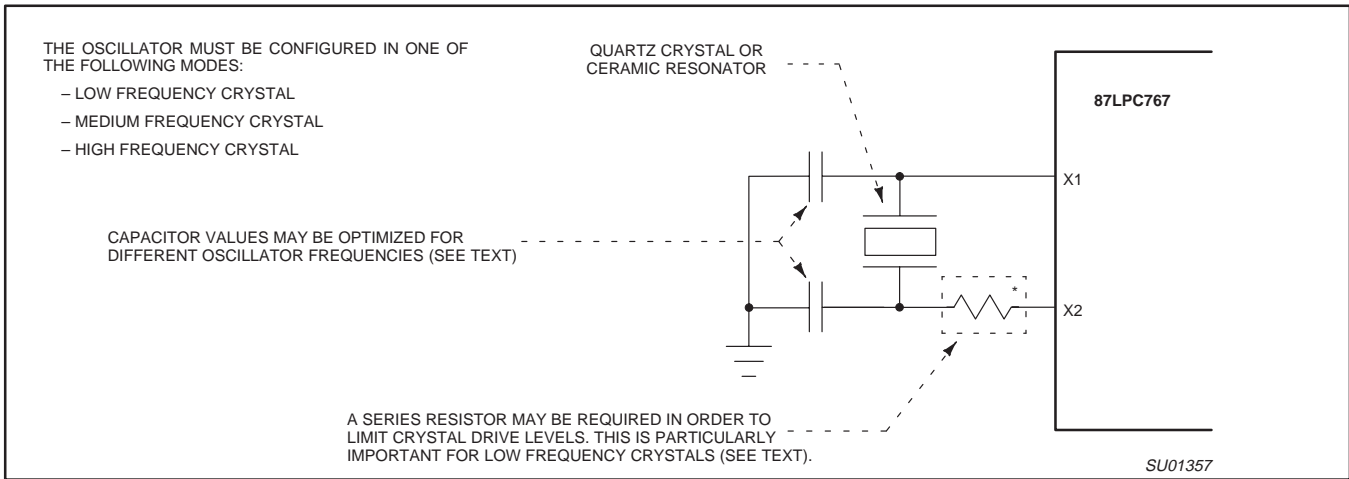 THE OSCILLATOR MUST BE CONFIGURED IN ONE OF
THE FOLLOWING MODES:
– LOW FREQUENCY CRYSTAL
– MEDIUM FREQUENCY CRYSTAL
– HIGH FREQUENCY CRYSTAL
QUARTZ CRYSTAL OR
CERAMIC RESONATOR
87LPC767
X1
CAPACITOR VALUES MAY BE OPTIMIZED FOR
DIFFERENT OSCILLATOR FREQUENCIES (SEE TEXT)
*
X2
A SERIES RESISTOR MAY BE REQUIRED IN ORDER TO
LIMIT CRYSTAL DRIVE LEVELS. THIS IS PARTICULARLY
IMPORTANT FOR LOW FREQUENCY CRYSTALS (SEE TEXT).
SU01357